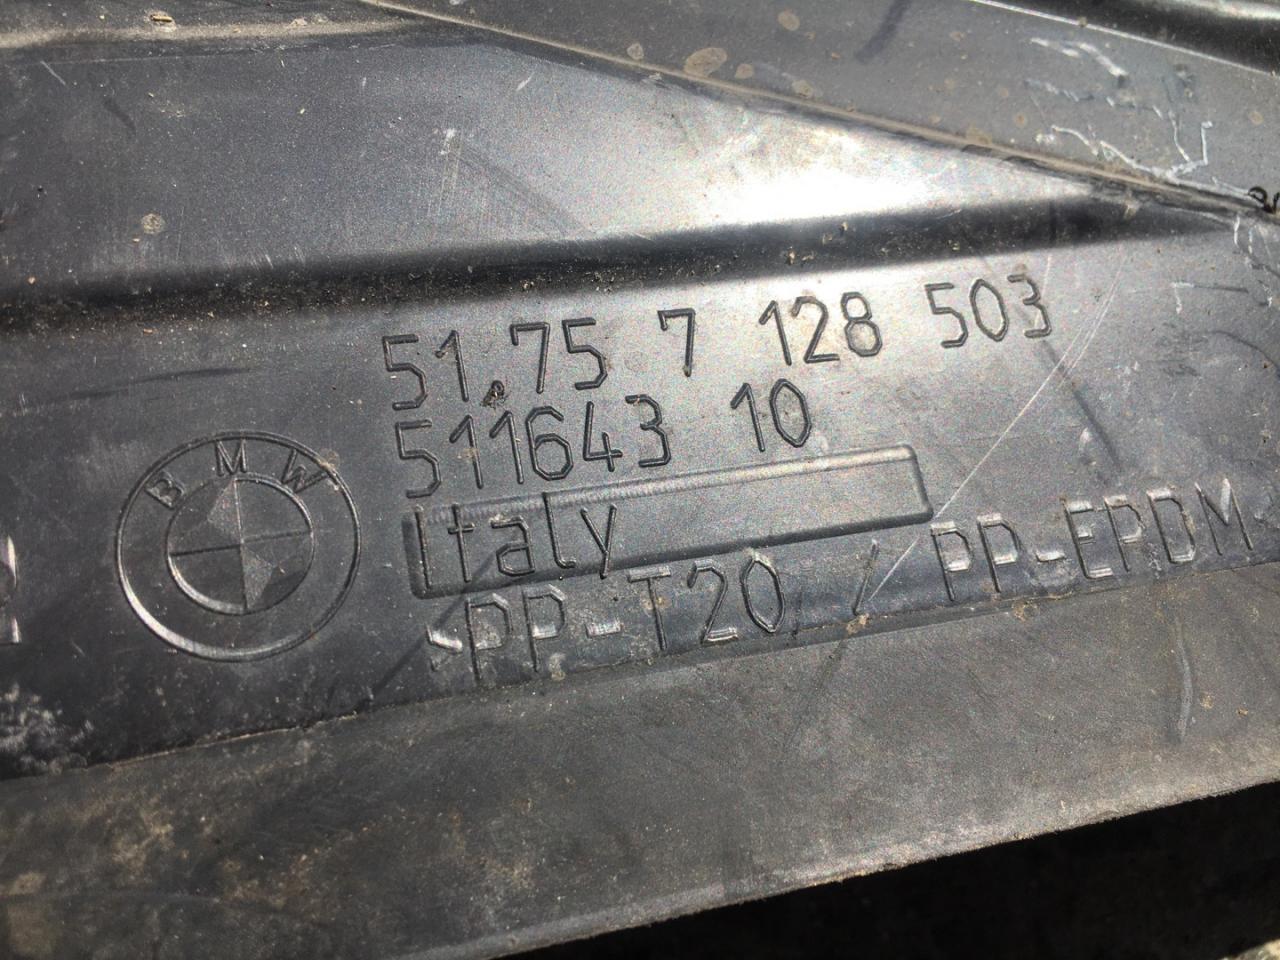 51.75 7 128 503
511643 10
BMW
Italy
>PP-T20 / PP-EPDM